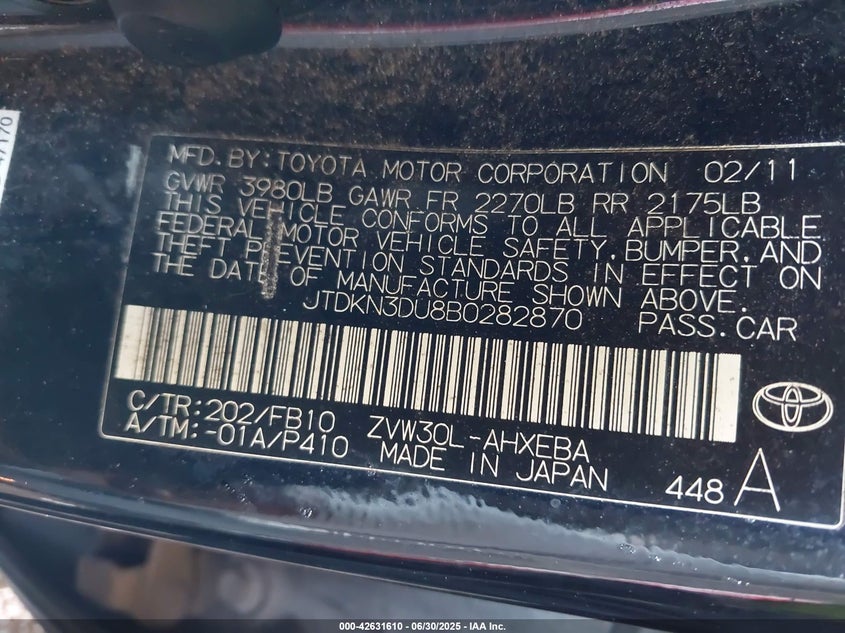 47170
MFD. BY: TOYOTA MOTOR CORPORATION 02/11
GVWR 3980LB GAWR FR 2270LB RR 2175LB
THIS VEHICLE CONFORMS TO ALL APPLICABLE
FEDERAL MOTOR VEHICLE SAFETY, BUMPER, AND
THEFT PREVENTION STANDARDS IN EFFECT ON
THE DATE OF MANUFACTURE SHOWN ABOVE.
JTDKN3DU8B0282870 PASS. CAR
C/TR: 202/FB10 ZVW30L-AHXEBA
A/TM: -01A/P410 MADE IN JAPAN
448 A
000-42631610 - 06/30/2025 - IAA Inc.